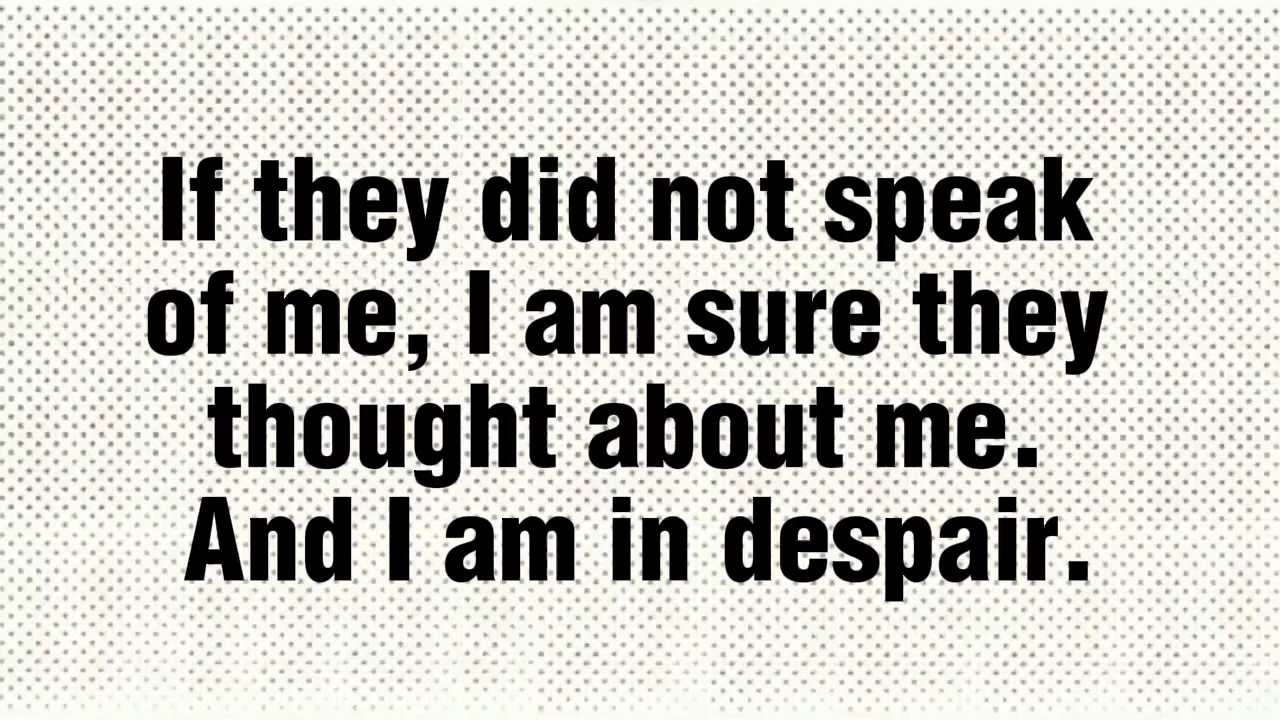 If they did not speak
of me, I am sure they
thought about me.
And I am in despair.